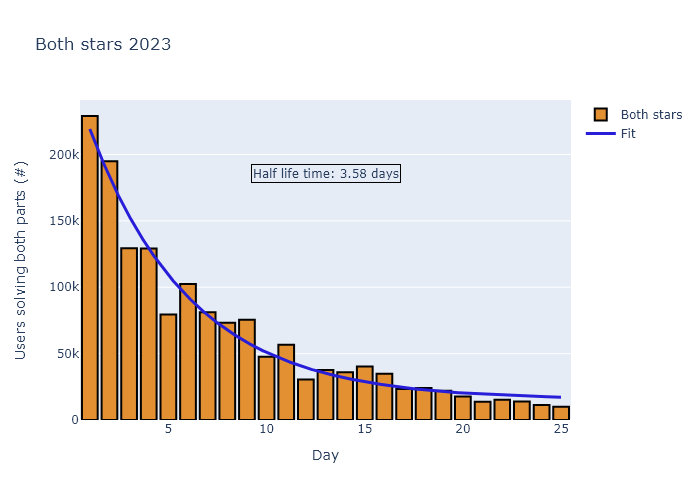 Both stars 2023
Both stars
Fit
Half life time: 3.58 days
Users solving both parts (#)
200k
150k
100k
50k
0
5
10
15
20
25
Day